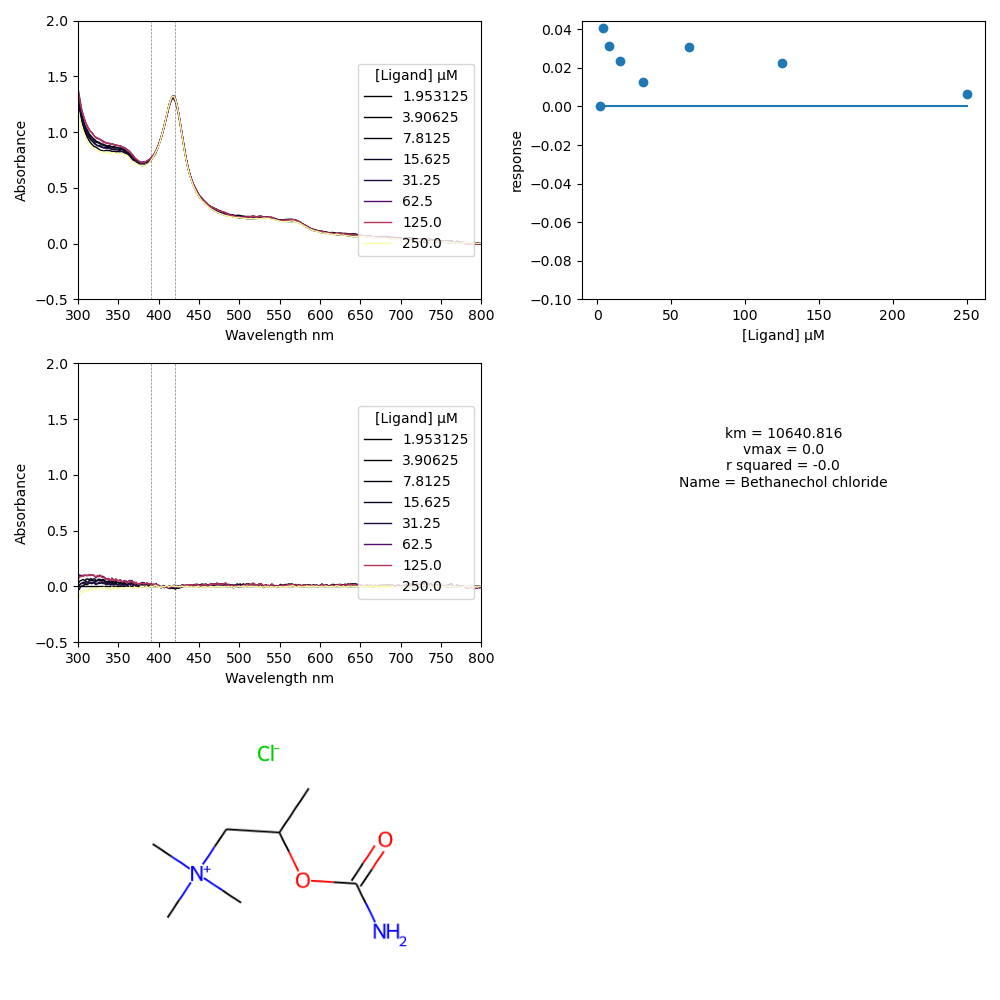 2.0
1.5
1.0
0.5
0.0
−0.5
Absorbance
300 350 400 450 500 550 600 650 700 750 800
Wavelength nm
[Ligand] µM
1.953125
3.90625
7.8125
15.625
31.25
62.5
125.0
250.0
0.04
0.02
0.00
−0.02
−0.04
−0.06
−0.08
−0.10
response
0 50 100 150 200 250
[Ligand] µM
2.0
1.5
1.0
0.5
0.0
−0.5
Absorbance
300 350 400 450 500 550 600 650 700 750 800
Wavelength nm
[Ligand] µM
1.953125
3.90625
7.8125
15.625
31.25
62.5
125.0
250.0
km = 10640.816
vmax = 0.0
r squared = -0.0
Name = Bethanechol chloride
Cl⁻
O
N⁺
O
NH₂